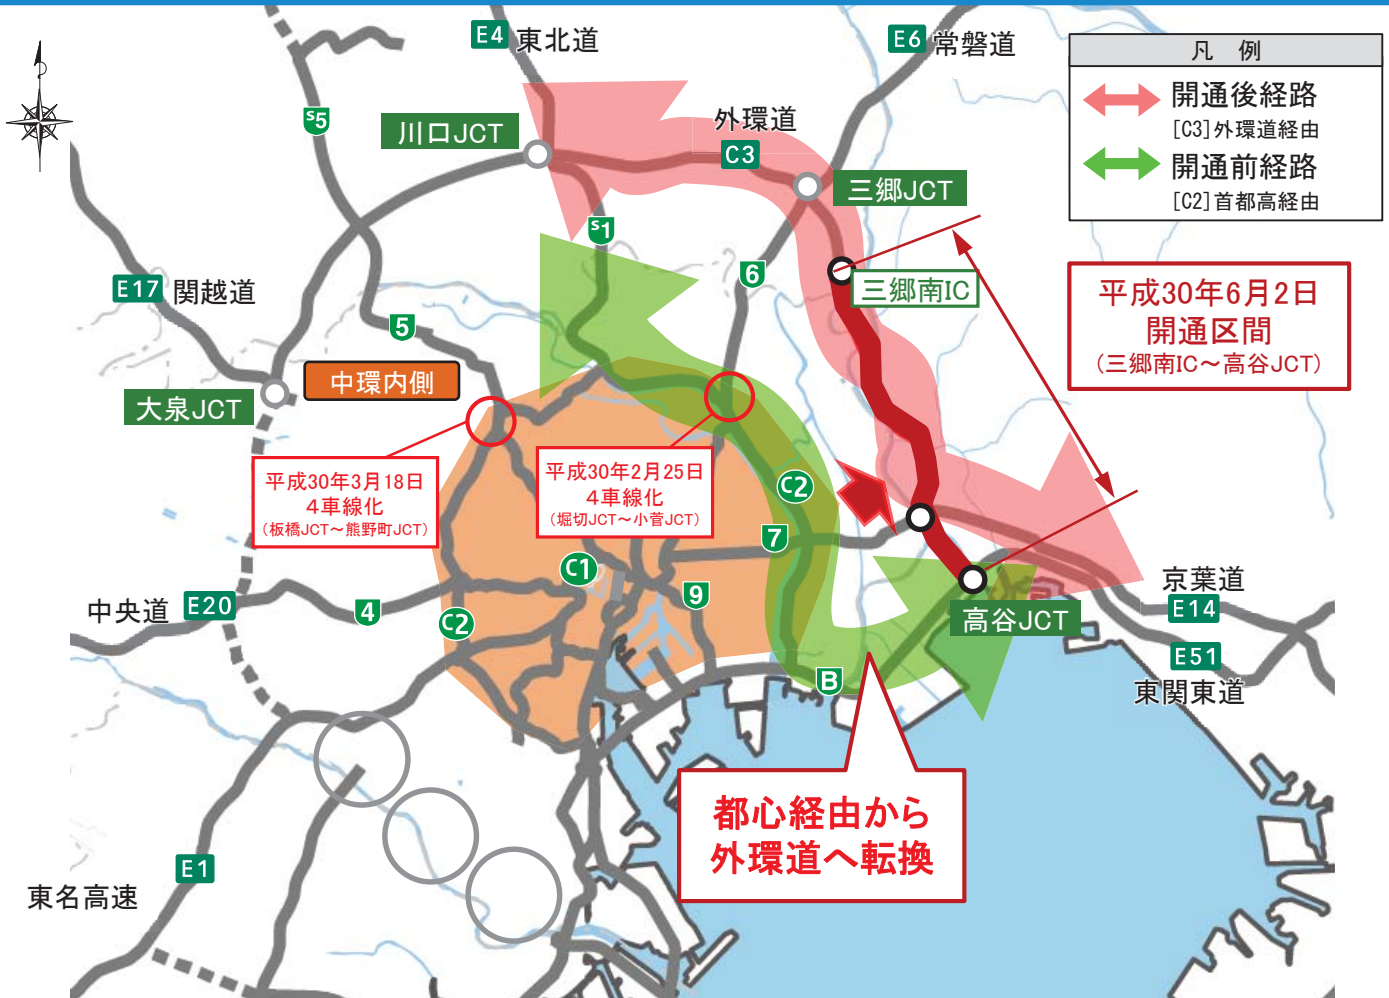 E4 東北道
E6 常磐道
凡 例
開通後経路
[C3]外環道経由
開通前経路
[C2]首都高経由
S5
川口JCT
外環道
C3
三郷JCT
S1
6
三郷南IC
E17 関越道
5
平成30年6月2日
開通区間
(三郷南IC～高谷JCT)
中環内側
大泉JCT
平成30年3月18日
4車線化
(板橋JCT～熊野町JCT)
平成30年2月25日
4車線化
(堀切JCT～小菅JCT)
C2
7
C1
9
中央道 E20
4
C2
高谷JCT
京葉道
E14
E51
東関東道
B
都心経由から
外環道へ転換
E1
東名高速